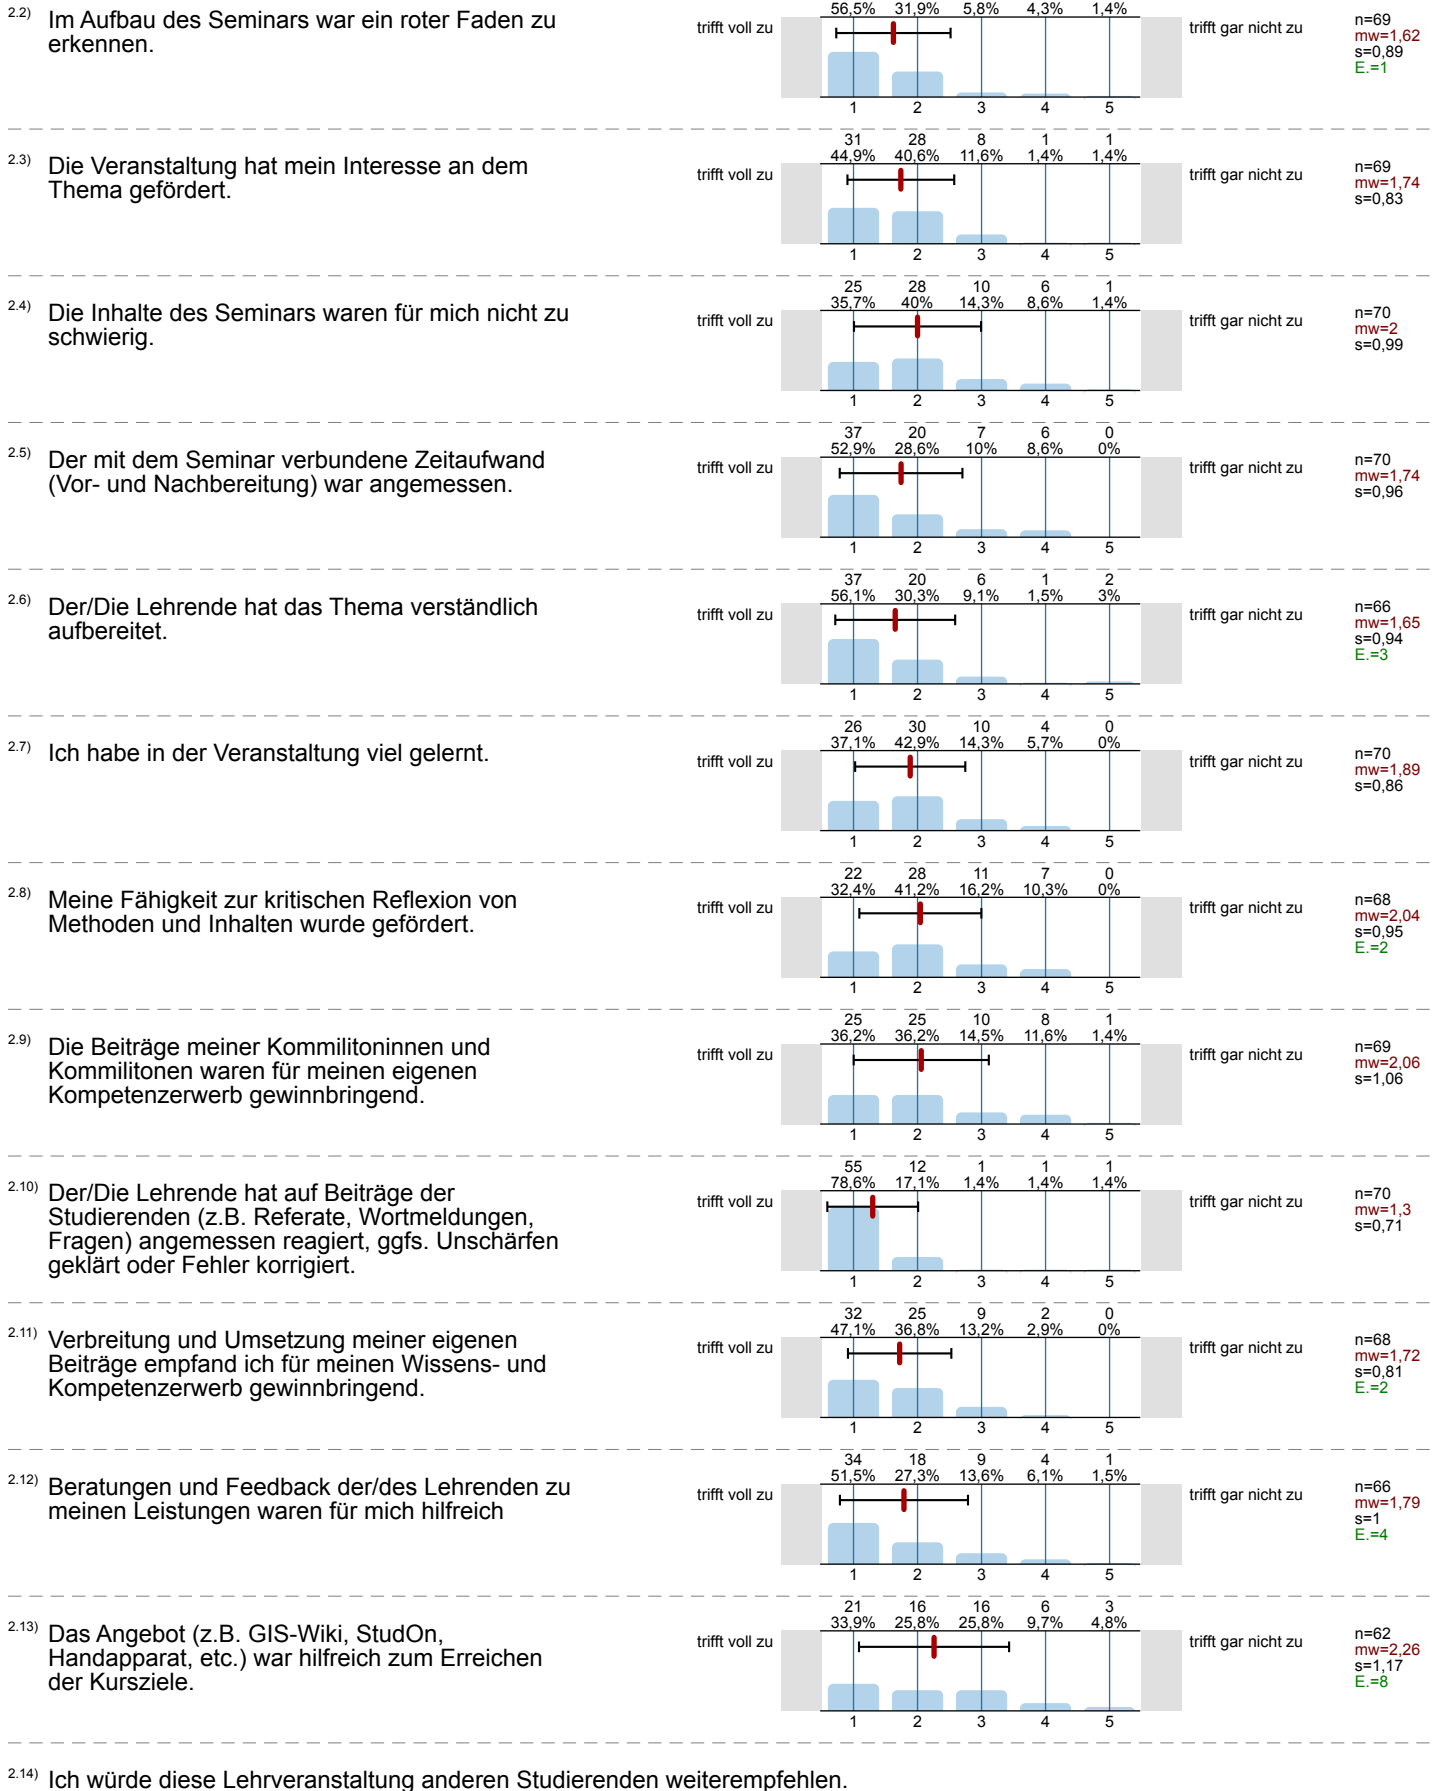 2.2) Im Aufbau des Seminars war ein roter Faden zu
erkennen.
trifft voll zu
56,5% 31,9% 5,8% 4,3% 1,4%
1 2 3 4 5
trifft gar nicht zu
n=69
mw=1,62
s=0,89
E.=1
2.3) Die Veranstaltung hat mein Interesse an dem
Thema gefördert.
trifft voll zu
31 28 8 1 1
44,9% 40,6% 11,6% 1,4% 1,4%
1 2 3 4 5
trifft gar nicht zu
n=69
mw=1,74
s=0,83
2.4) Die Inhalte des Seminars waren für mich nicht zu
schwierig.
trifft voll zu
25 28 10 6 1
35,7% 40% 14,3% 8,6% 1,4%
1 2 3 4 5
trifft gar nicht zu
n=70
mw=2
s=0,99
2.5) Der mit dem Seminar verbundene Zeitaufwand
(Vor- und Nachbereitung) war angemessen.
trifft voll zu
37 20 7 6 0
52,9% 28,6% 10% 8,6% 0%
1 2 3 4 5
trifft gar nicht zu
n=70
mw=1,74
s=0,96
2.6) Der/Die Lehrende hat das Thema verständlich
aufbereitet.
trifft voll zu
37 20 6 1 2
56,1% 30,3% 9,1% 1,5% 3%
1 2 3 4 5
trifft gar nicht zu
n=66
mw=1,65
s=0,94
E.=3
2.7) Ich habe in der Veranstaltung viel gelernt.
trifft voll zu
26 30 10 4 0
37,1% 42,9% 14,3% 5,7% 0%
1 2 3 4 5
trifft gar nicht zu
n=70
mw=1,89
s=0,86
2.8) Meine Fähigkeit zur kritischen Reflexion von
Methoden und Inhalten wurde gefördert.
trifft voll zu
22 28 11 7 0
32,4% 41,2% 16,2% 10,3% 0%
1 2 3 4 5
trifft gar nicht zu
n=68
mw=2,04
s=0,95
E.=2
2.9) Die Beiträge meiner Kommilitoninnen und
Kommilitonen waren für meinen eigenen
Kompetenzerwerb gewinnbringend.
trifft voll zu
25 25 10 8 1
36,2% 36,2% 14,5% 11,6% 1,4%
1 2 3 4 5
trifft gar nicht zu
n=69
mw=2,06
s=1,06
2.10) Der/Die Lehrende hat auf Beiträge der
Studierenden (z.B. Referate, Wortmeldungen,
Fragen) angemessen reagiert, ggfs. Unschärfen
geklärt oder Fehler korrigiert.
trifft voll zu
55 12 1 1 1
78,6% 17,1% 1,4% 1,4% 1,4%
1 2 3 4 5
trifft gar nicht zu
n=70
mw=1,3
s=0,71
2.11) Verbreitung und Umsetzung meiner eigenen
Beiträge empfand ich für meinen Wissens- und
Kompetenzerwerb gewinnbringend.
trifft voll zu
32 25 9 2 0
47,1% 36,8% 13,2% 2,9% 0%
1 2 3 4 5
trifft gar nicht zu
n=68
mw=1,72
s=0,81
E.=2
2.12) Beratungen und Feedback der/des Lehrenden zu
meinen Leistungen waren für mich hilfreich
trifft voll zu
34 18 9 4 1
51,5% 27,3% 13,6% 6,1% 1,5%
1 2 3 4 5
trifft gar nicht zu
n=66
mw=1,79
s=1
E.=4
2.13) Das Angebot (z.B. GIS-Wiki, StudOn,
Handapparat, etc.) war hilfreich zum Erreichen
der Kursziele.
trifft voll zu
21 16 16 6 3
33,9% 25,8% 25,8% 9,7% 4,8%
1 2 3 4 5
trifft gar nicht zu
n=62
mw=2,26
s=1,17
E.=8
2.14) Ich würde diese Lehrveranstaltung anderen Studierenden weiterempfehlen.